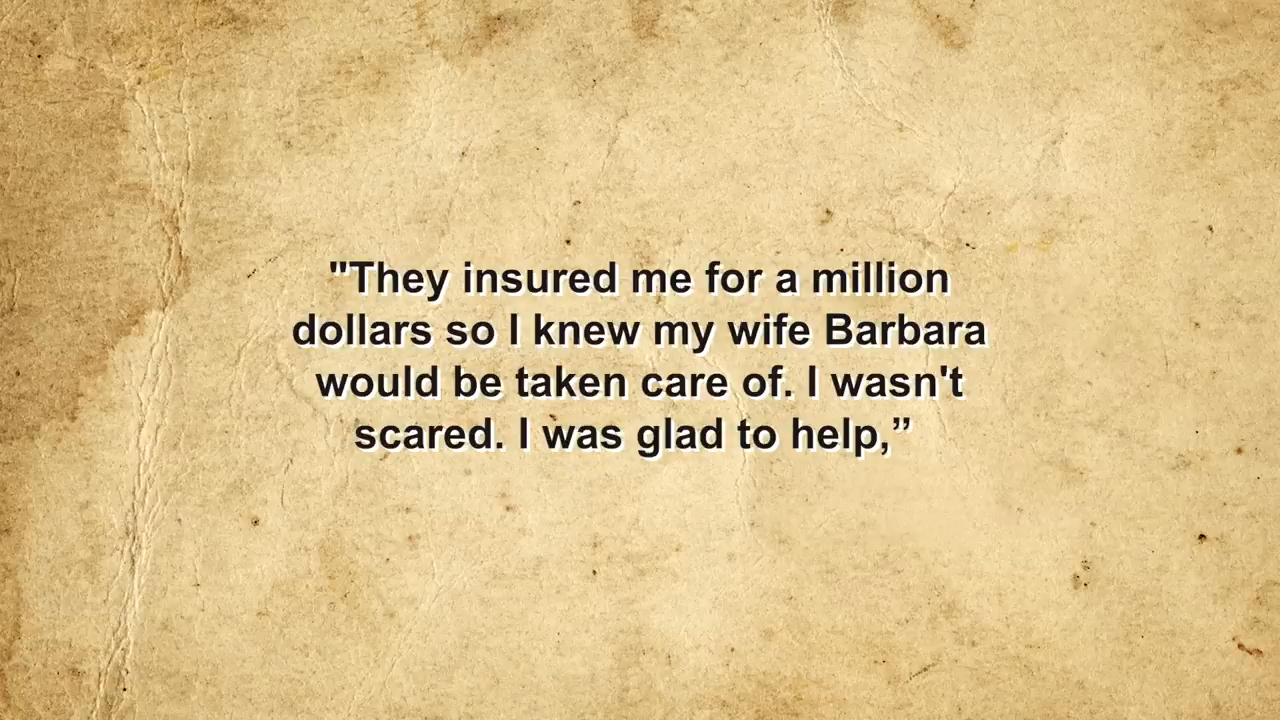 "They insured me for a million
dollars so I knew my wife Barbara
would be taken care of. I wasn't
scared. I was glad to help,”